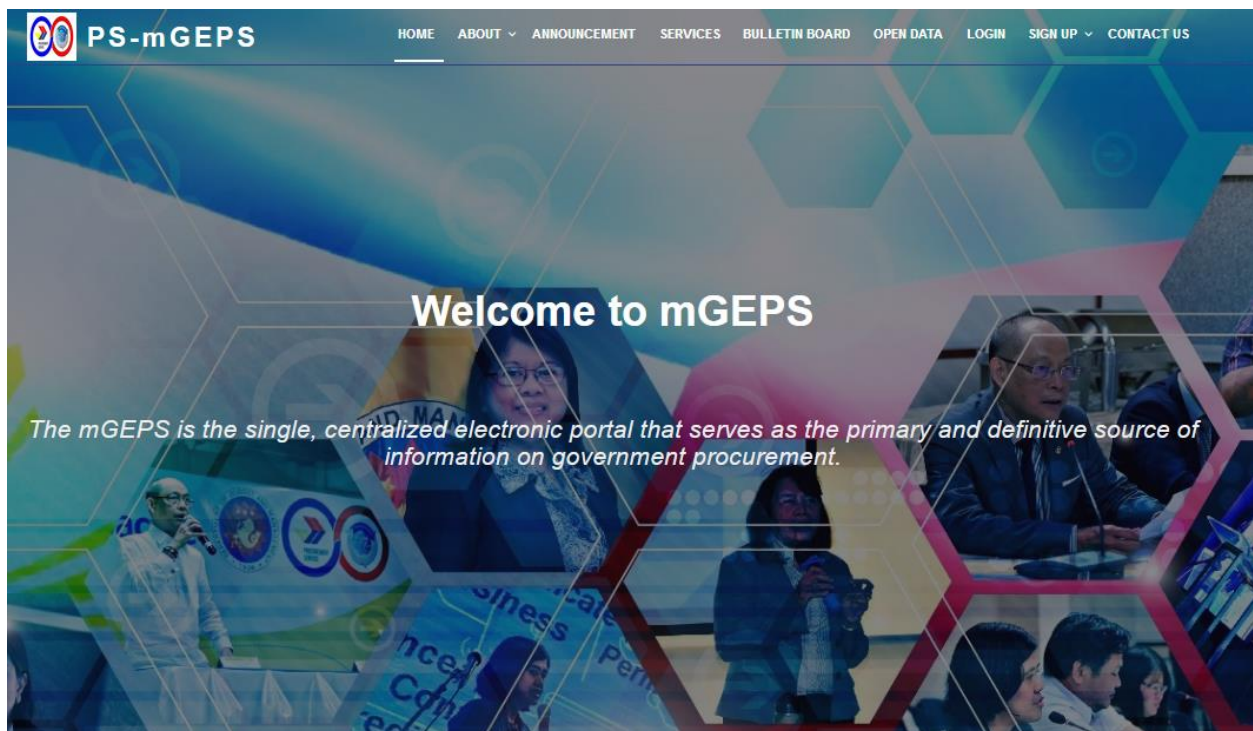 PS-mGEPS
HOME ABOUT ANNOUNCEMENT SERVICES BULLETIN BOARD OPEN DATA LOGIN SIGN UP CONTACT US
Welcome to mGEPS
The mGEPS is the single, centralized electronic portal that serves as the primary and definitive source of
information on government procurement.